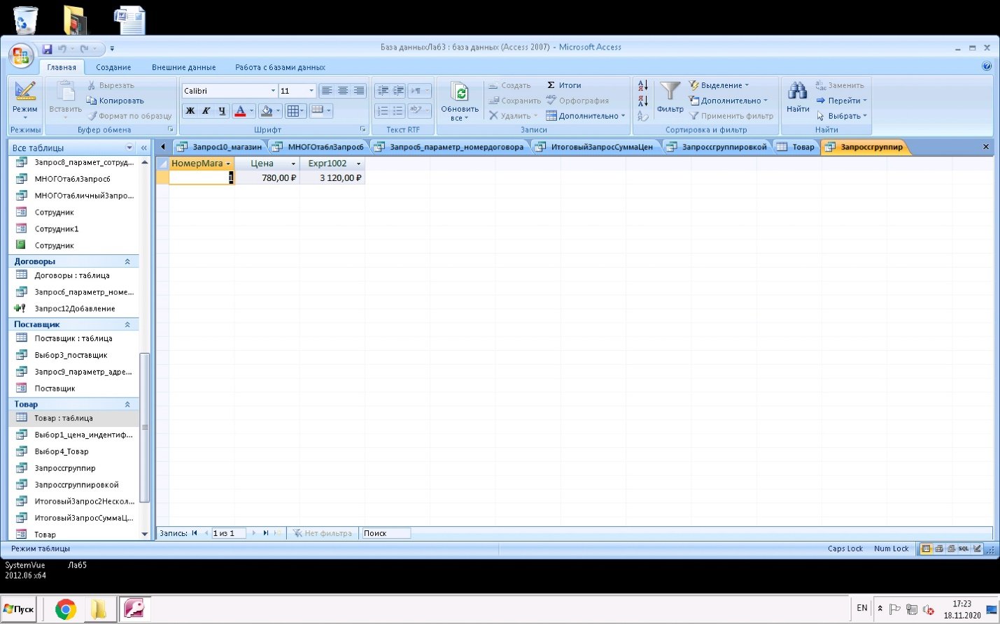 База данныхЛаб3 : база данных (Access 2007) - Microsoft Access
Главная Создание Внешние данные Работа с базами данных
Режим
Режимы
Вставить
Вырезать
Копировать
Формат по образцу
Буфер обмена
Calibri 11
Ж К Ч
Шрифт
Текст RTF
Обновить все
Создать
Сохранить
Удалить
Σ Итоги
Орфография
Дополнительно
Записи
Фильтр
Выделение
Дополнительно
Применить фильтр
Сортировка и фильтр
Найти
Заменить
Перейти
Выбрать
Найти
Все таблицы
Запрос10_магазин МНОГОтаблЗапрос6 Запрос6_параметр_номердоговора ИтоговыйЗапросСуммаЦен Запроссгруппировкой Товар Запроссгруппир
НомерМага Цена Expr1002
1 780,00 ₽ 3 120,00 ₽
Запрос8_парамет_сотруд...
МНОГОтаблЗапрос6
МНОГОтабличныйЗапро...
Сотрудник
Сотрудник1
Сотрудник
Договоры
Договоры : таблица
Запрос6_параметр_номе...
Запрос12Добавление
Поставщик
Поставщик : таблица
Выбор3_поставщик
Запрос9_параметр_адре...
Поставщик
Товар
Товар : таблица
Выбор1_цена_индентиф...
Выбор4_Товар
Запроссгруппир
Запроссгруппировкой
ИтоговыйЗапрос2Нескол...
ИтоговыйЗапросСуммаЦ...
Товар
Запись: 1 из 1 Нет фильтра Поиск
Режим таблицы Caps Lock Num Lock SQL
SystemVue
2012.06 x64
Лаб5
Пуск EN 17:23
18.11.2020